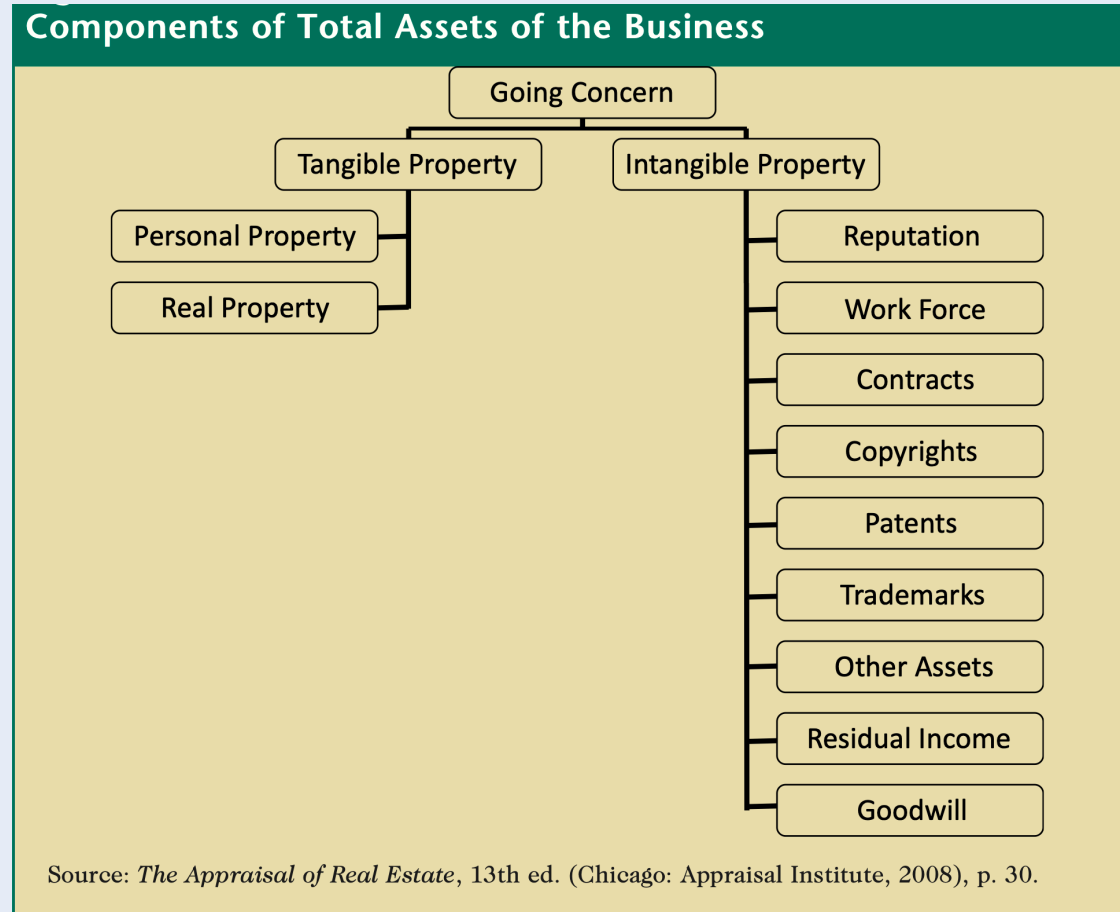 Components of Total Assets of the Business
Going Concern
Tangible Property
Intangible Property
Personal Property
Real Property
Reputation
Work Force
Contracts
Copyrights
Patents
Trademarks
Other Assets
Residual Income
Goodwill
Source: The Appraisal of Real Estate, 13th ed. (Chicago: Appraisal Institute, 2008), p. 30.